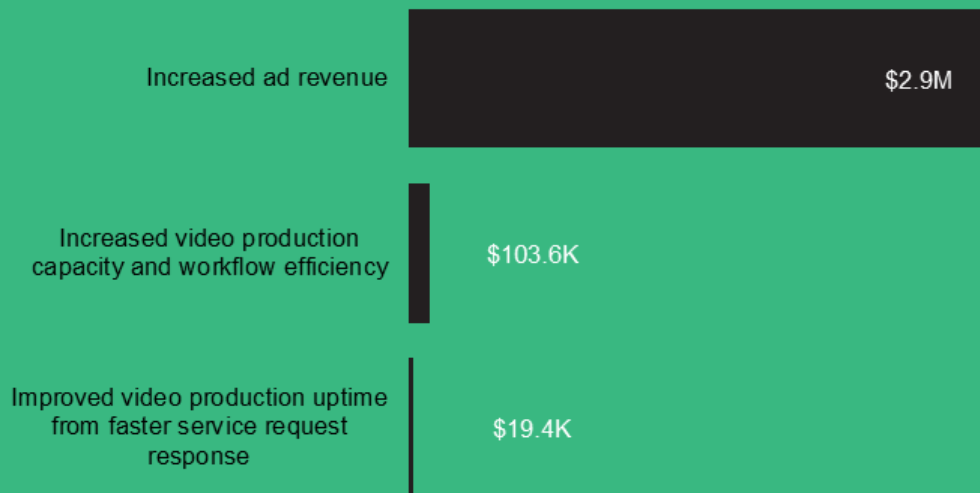 Increased ad revenue
$2.9M
Increased video production
capacity and workflow efficiency
$103.6K
Improved video production uptime
from faster service request
response
$19.4K